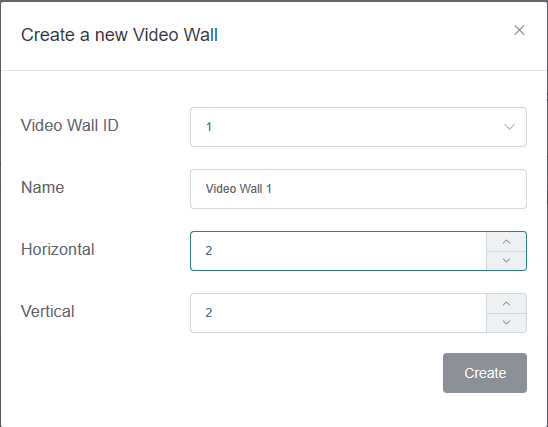 Create a new Video Wall
Video Wall ID
1
Name
Video Wall 1
Horizontal
2
Vertical
2
Create